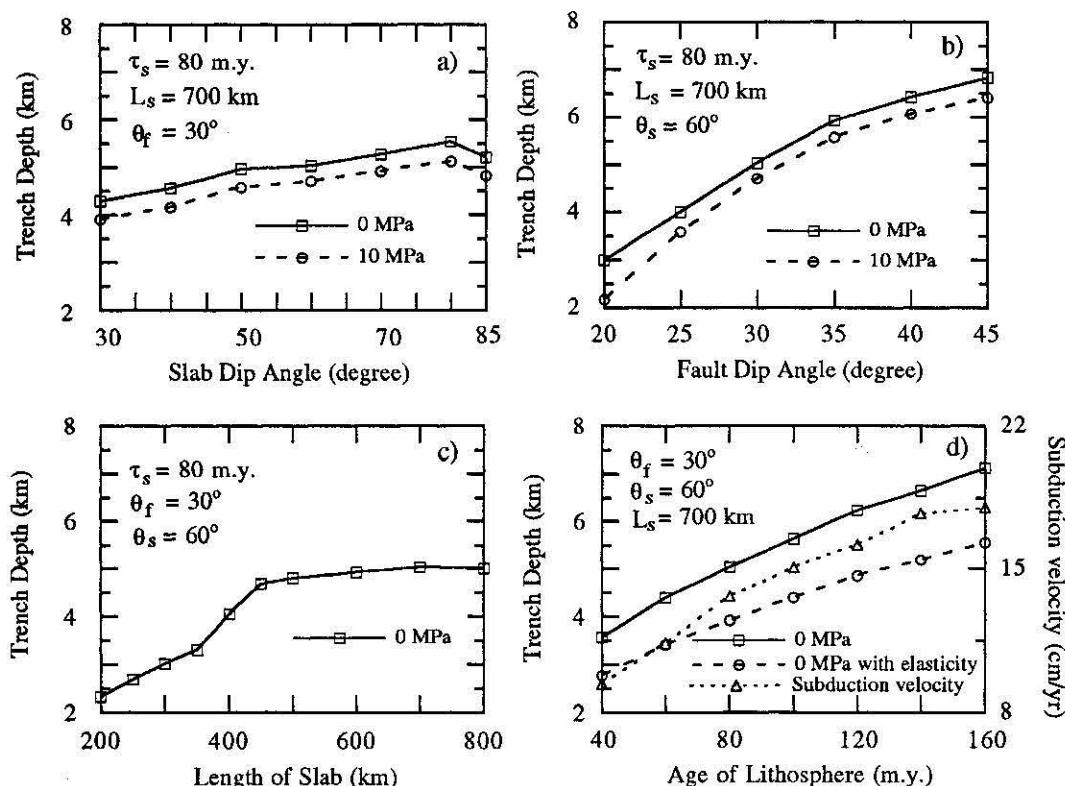 8
6
4
2
Trench Depth (km)
τs = 80 m.y.
Ls = 700 km
θf = 30°
a)
0 MPa
10 MPa
30 50 70 85
Slab Dip Angle (degree)
8
6
4
2
Trench Depth (km)
τs = 80 m.y.
Ls = 700 km
θs = 60°
b)
0 MPa
10 MPa
20 25 30 35 40 45
Fault Dip Angle (degree)
8
6
4
2
Trench Depth (km)
τs = 80 m.y.
θf = 30°
θs = 60°
c)
0 MPa
200 400 600 800
Length of Slab (km)
8
6
4
2
Trench Depth (km)
θf = 30°
θs = 60°
Ls = 700 km
d)
0 MPa
0 MPa with elasticity
Subduction velocity
40 80 120 160
Age of Lithosphere (m.y.)
22
15
8
Subduction velocity (cm/yr)